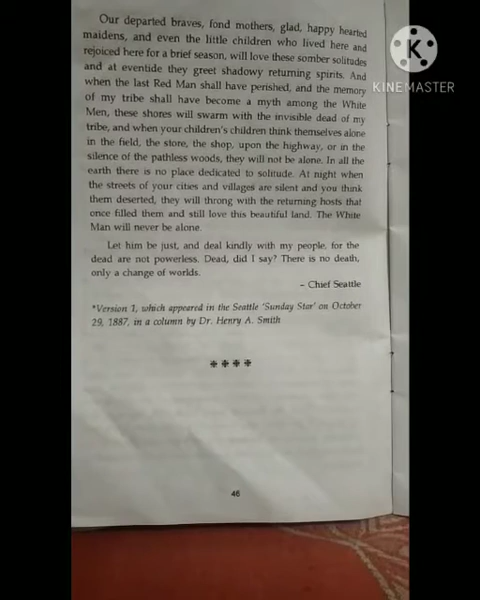 Our departed braves, fond mothers, glad, happy hearted
maidens, and even the little children who lived here and
rejoiced here for a brief season, will love these somber solitudes
and at eventide they greet shadowy returning spirits. And
when the last Red Man shall have perished, and the memory
of my tribe shall have become a myth among the White
Men, these shores will swarm with the invisible dead of my
tribe, and when your children's children think themselves alone
in the field, the store, the shop, upon the highway, or in the
silence of the pathless woods, they will not be alone. In all the
earth there is no place dedicated to solitude. At night when
the streets of your cities and villages are silent and you think
them deserted, they will throng with the returning hosts that
once filled them and still love this beautiful land. The White
Man will never be alone.
Let him be just, and deal kindly with my people, for the
dead are not powerless. Dead, did I say? There is no death,
only a change of worlds.
– Chief Seattle
*Version 1, which appeared in the Seattle 'Sunday Star' on October
29, 1887, in a column by Dr. Henry A. Smith
46
K
KINEMASTER